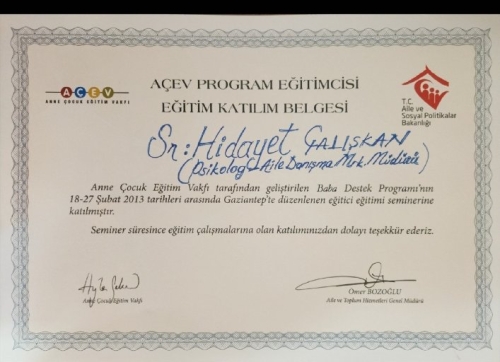 AÇEV
ANNE ÇOCUK EĞİTİM VAKFI
AÇEV PROGRAM EĞİTİMCİSİ
EĞİTİM KATILIM BELGESİ
T.C.
Aile ve
Sosyal Politikalar
Bakanlığı
Sn: Hidayet ÇALIŞKAN
(Psikolog - Aile Danışma Mrk. Müdürü)
Anne Çocuk Eğitim Vakfı tarafından geliştirilen Baba Destek Programı'nın
18-27 Şubat 2013 tarihleri arasında Gaziantep'te düzenlenen eğitici eğitimi seminerine
katılmıştır.
Seminer süresince eğitim çalışmalarına olan katılımınızdan dolayı teşekkür ederiz.
Anne Çocuk Eğitim Vakfı
Ömer BOZOĞLU
Aile ve Toplum Hizmetleri Genel Müdürü